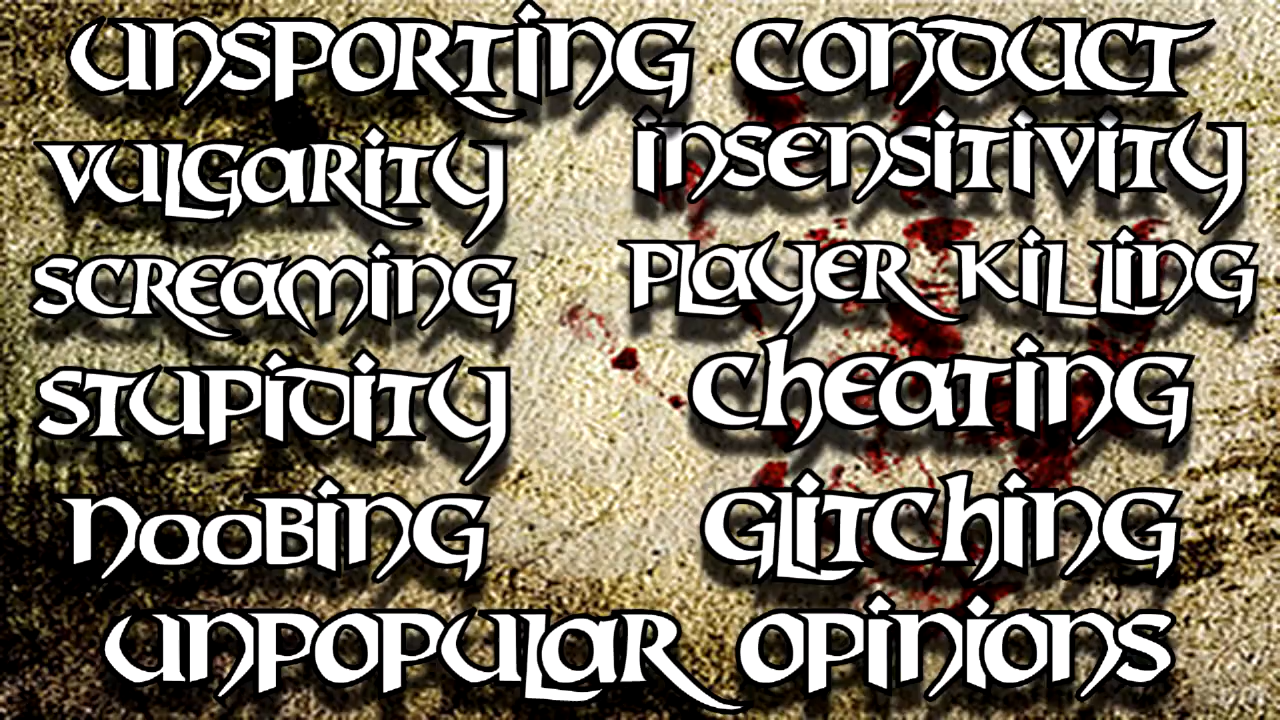 UNSPORTING CONDUCT
VULGARITY
INSENSITIVITY
SCREAMING
PLAYER KILLING
STUPIDITY
CHEATING
NOOBING
GLITCHING
UNPOPULAR OPINIONS